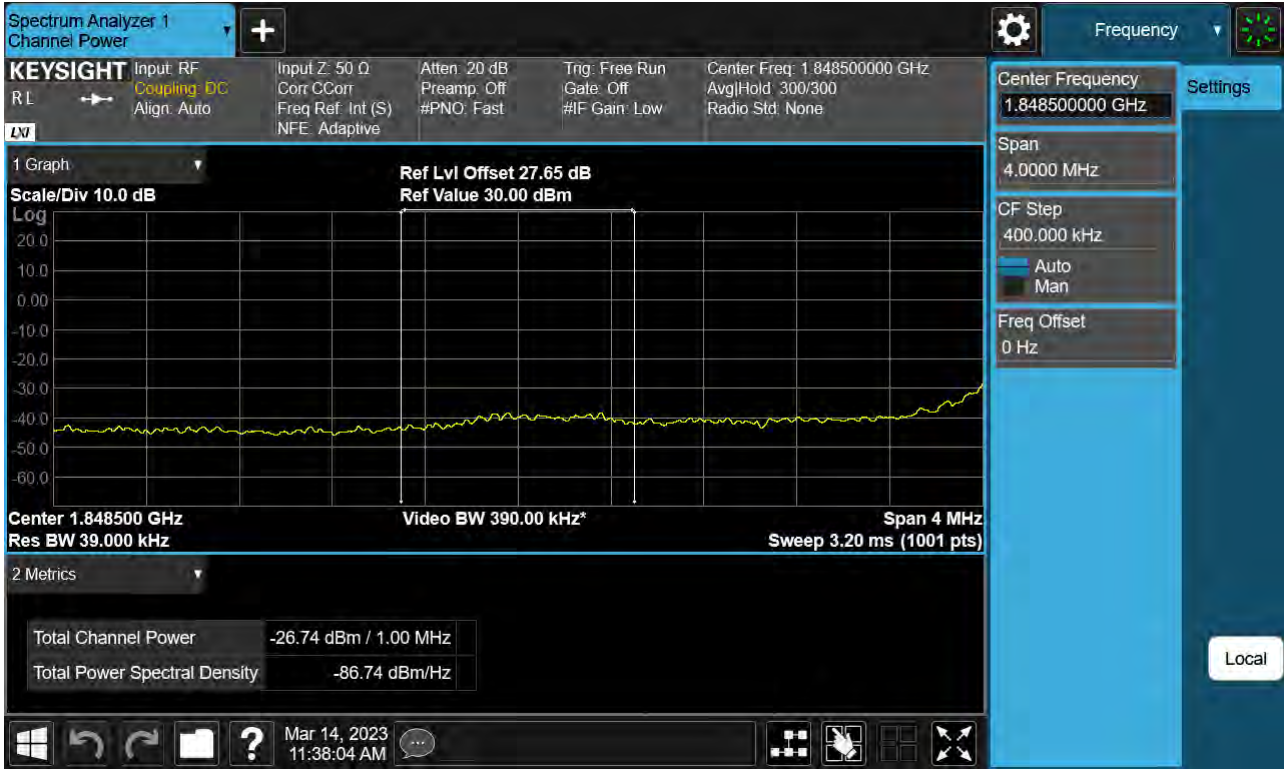 Spectrum Analyzer 1
Channel Power
+
Frequency
KEYSIGHT
R L
LXI
Input: RF
Coupling: DC
Align: Auto
Input Z: 50 Ω
Corr CCorr
Freq Ref: Int (S)
NFE: Adaptive
Atten: 20 dB
Preamp: Off
#PNO: Fast
Trig: Free Run
Gate: Off
#IF Gain: Low
Center Freq: 1.848500000 GHz
Avg|Hold: 300/300
Radio Std: None
Center Frequency
1.848500000 GHz
Settings
Span
4.0000 MHz
CF Step
400.000 kHz
Auto
Man
Freq Offset
0 Hz
Local
1 Graph
Scale/Div 10.0 dB
Ref Lvl Offset 27.65 dB
Ref Value 30.00 dBm
Log
20.0
10.0
0.00
-10.0
-20.0
-30.0
-40.0
-50.0
-60.0
Center 1.848500 GHz
Video BW 390.00 kHz*
Span 4 MHz
Res BW 39.000 kHz
Sweep 3.20 ms (1001 pts)
2 Metrics
Total Channel Power -26.74 dBm / 1.00 MHz
Total Power Spectral Density -86.74 dBm/Hz
?
Mar 14, 2023
11:38:04 AM